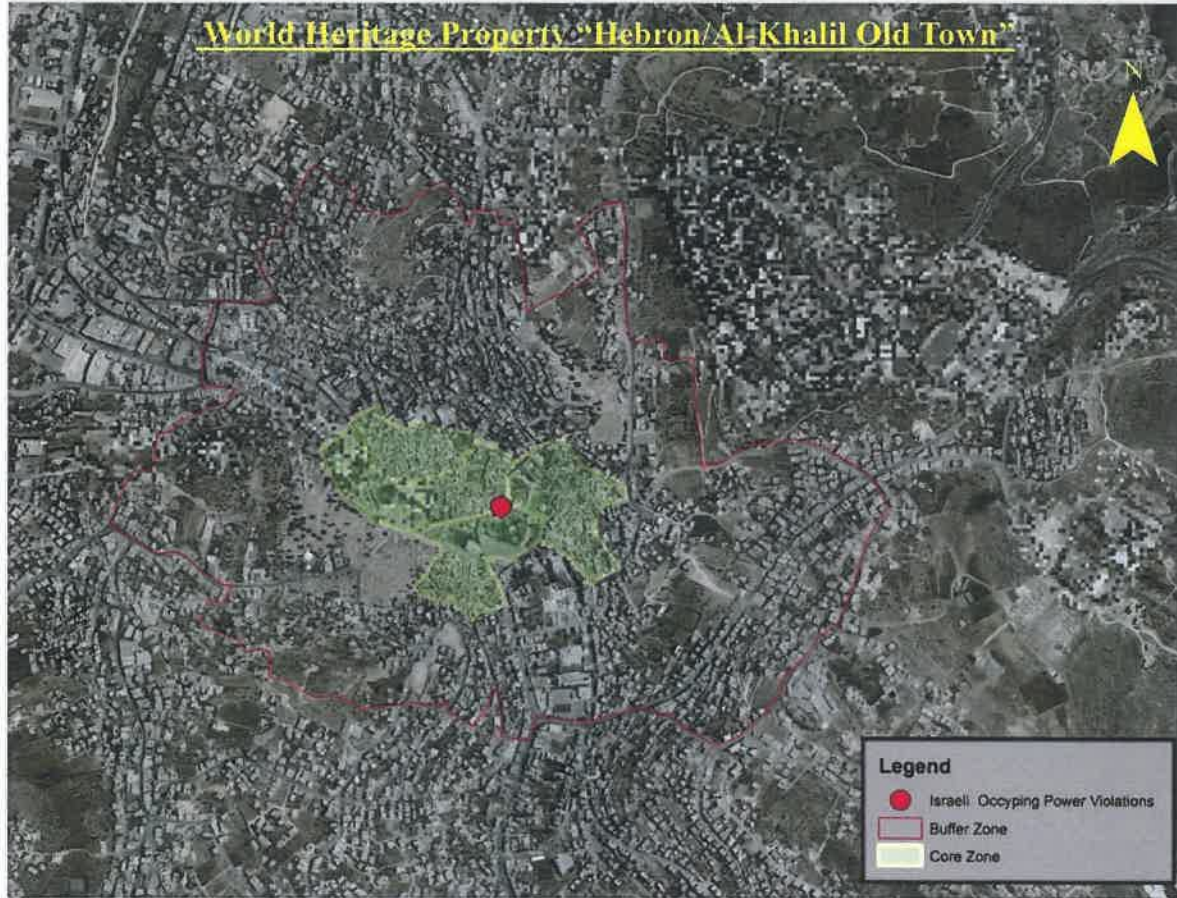 World Heritage Property "Hebron/Al-Khalil Old Town"
N
Legend
Israeli Occyping Power Violations
Buffer Zone
Core Zone